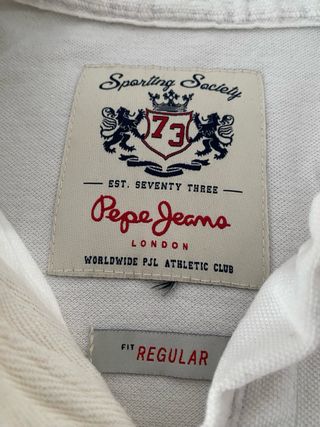 Sporting Society
73
EST. SEVENTY THREE
Pepe Jeans
LONDON
WORLDWIDE PJL ATHLETIC CLUB
FIT REGULAR